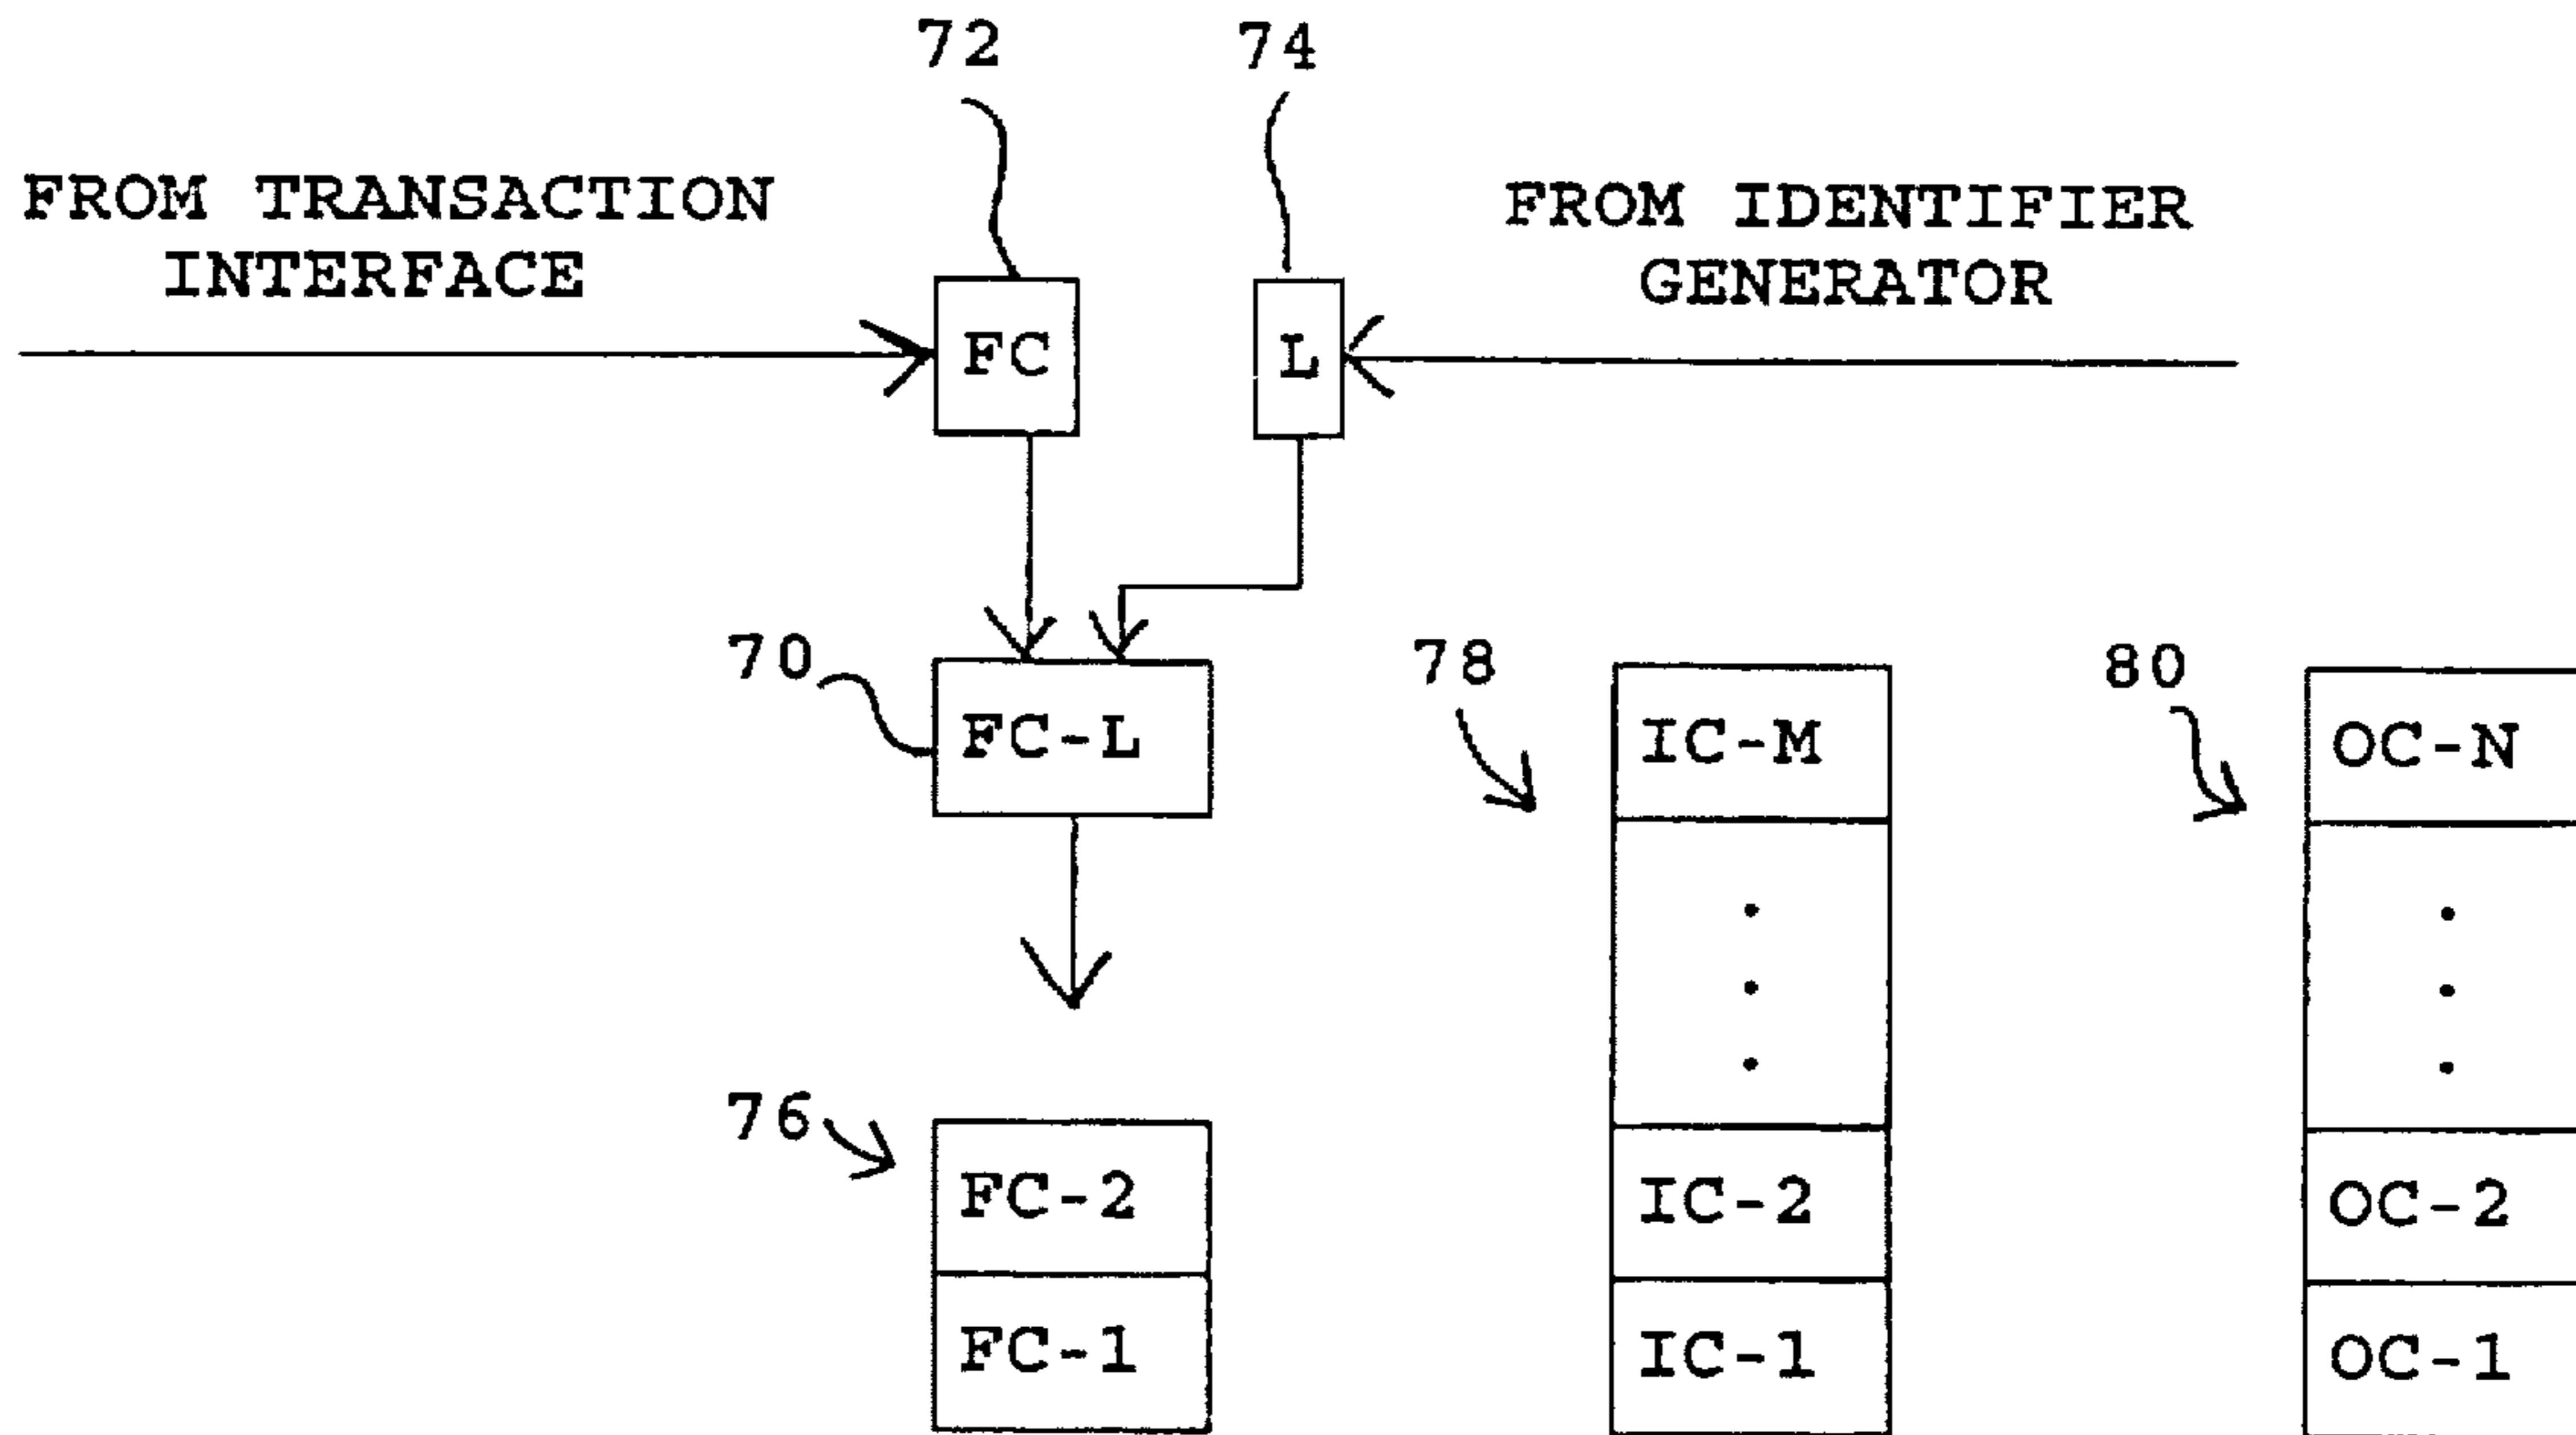 72
74
FROM TRANSACTION
INTERFACE
FROM IDENTIFIER
GENERATOR
FC
L
70
FC-L
78
IC-M
80
OC-N
76
FC-2
IC-2
OC-2
FC-1
IC-1
OC-1